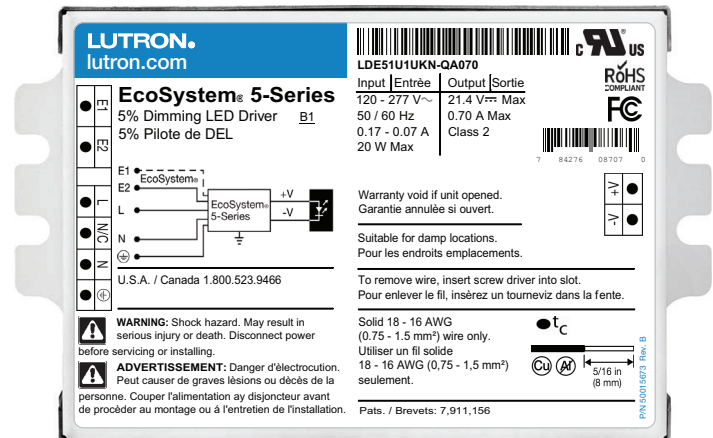 LUTRON.
lutron.com
EcoSystem® 5-Series
5% Dimming LED Driver B1
5% Pilote de DEL
E1
E2
L
N/C
N
E1
EcoSystem®
E2
L
N
EcoSystem®
5-Series
+V
-V
U.S.A. / Canada 1.800.523.9466
WARNING: Shock hazard. May result in
serious injury or death. Disconnect power
before servicing or installing.
ADVERTISSEMENT: Danger d'électrocution.
Peut causer de graves lèsions ou dècès de la
personne. Couper l'alimentation ay disjoncteur avant
de procèder au montage ou á l'entretien de l'installation.
c RU US
LDE51U1UKN-QA070
Input Entrèe
120 - 277 V~
50 / 60 Hz
0.17 - 0.07 A
20 W Max
Output Sortie
21.4 V⎓ Max
0.70 A Max
Class 2
RoHS
COMPLIANT
FC
7 84276 08707 0
+V
-V
Warranty void if unit opened.
Garantie annulèe si ouvert.
Suitable for damp locations.
Pour les endroits emplacements.
To remove wire, insert screw driver into slot.
Pour enlever le fil, insèrez un tourneviz dans la fente.
Solid 18 - 16 AWG
(0.75 - 1.5 mm²) wire only.
Utiliser un fil solide
18 - 16 AWG (0,75 - 1,5 mm²)
seulement.
tc
Cu Al
5/16 in
(8 mm)
Pats. / Brevets: 7,911,156
P/N 50015673 Rev. B